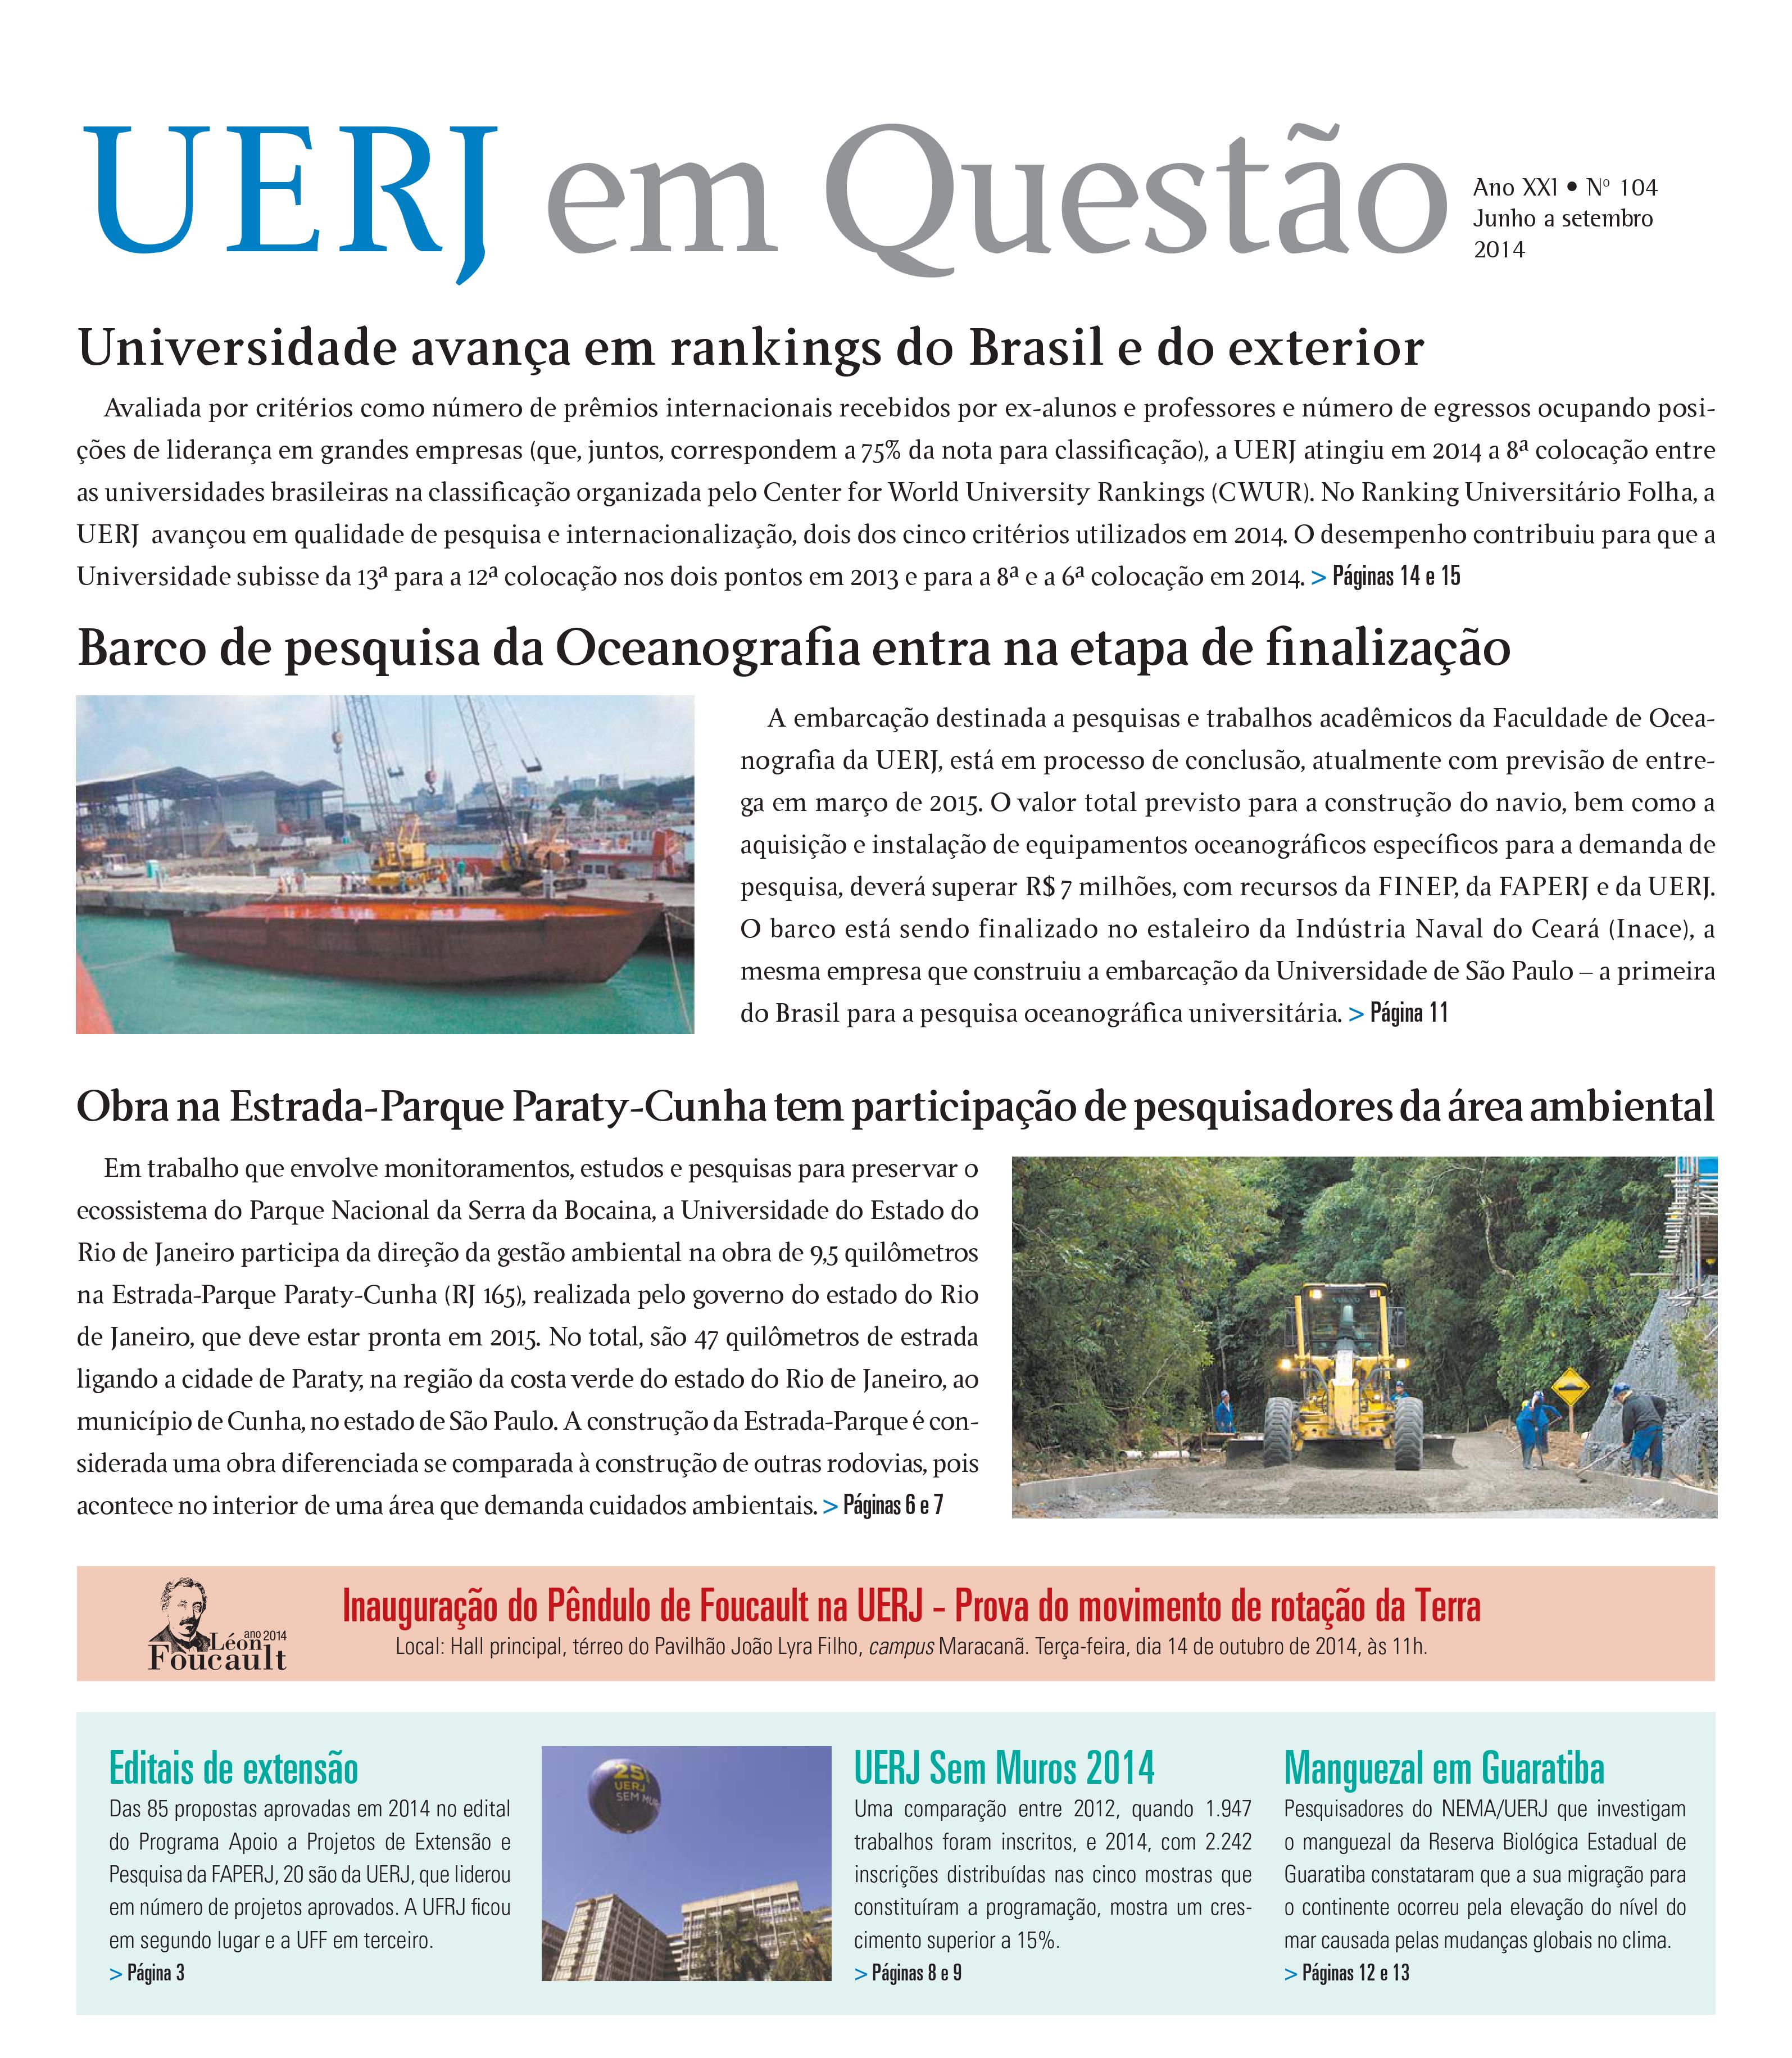 UERJ em Questão
Ano XXI • Nº 104
Junho a setembro
2014
Universidade avança em rankings do Brasil e do exterior
Avaliada por critérios como número de prêmios internacionais recebidos por ex-alunos e professores e número de egressos ocupando posi-
ções de liderança em grandes empresas (que, juntos, correspondem a 75% da nota para classificação), a UERJ atingiu em 2014 a 8ª colocação entre
as universidades brasileiras na classificação organizada pelo Center for World University Rankings (CWUR). No Ranking Universitário Folha, a
UERJ avançou em qualidade de pesquisa e internacionalização, dois dos cinco critérios utilizados em 2014. O desempenho contribuiu para que a
Universidade subisse da 13ª para a 12ª colocação nos dois pontos em 2013 e para a 8ª e a 6ª colocação em 2014. > Páginas 14 e 15
Barco de pesquisa da Oceanografia entra na etapa de finalização
A embarcação destinada a pesquisas e trabalhos acadêmicos da Faculdade de Ocea-
nografia da UERJ, está em processo de conclusão, atualmente com previsão de entre-
ga em março de 2015. O valor total previsto para a construção do navio, bem como a
aquisição e instalação de equipamentos oceanográficos específicos para a demanda de
pesquisa, deverá superar R$ 7 milhões, com recursos da FINEP, da FAPERJ e da UERJ.
O barco está sendo finalizado no estaleiro da Indústria Naval do Ceará (Inace), a
mesma empresa que construiu a embarcação da Universidade de São Paulo – a primeira
do Brasil para a pesquisa oceanográfica universitária. > Página 11
Obra na Estrada-Parque Paraty-Cunha tem participação de pesquisadores da área ambiental
Em trabalho que envolve monitoramentos, estudos e pesquisas para preservar o
ecossistema do Parque Nacional da Serra da Bocaina, a Universidade do Estado do
Rio de Janeiro participa da direção da gestão ambiental na obra de 9,5 quilômetros
na Estrada-Parque Paraty-Cunha (RJ 165), realizada pelo governo do estado do Rio
de Janeiro, que deve estar pronta em 2015. No total, são 47 quilômetros de estrada
ligando a cidade de Paraty, na região da costa verde do estado do Rio de Janeiro, ao
município de Cunha, no estado de São Paulo. A construção da Estrada-Parque é con-
siderada uma obra diferenciada se comparada à construção de outras rodovias, pois
acontece no interior de uma área que demanda cuidados ambientais. > Páginas 6 e 7
ano 2014
Léon
Foucault
Inauguração do Pêndulo de Foucault na UERJ - Prova do movimento de rotação da Terra
Local: Hall principal, térreo do Pavilhão João Lyra Filho, campus Maracanã. Terça-feira, dia 14 de outubro de 2014, às 11h.
Editais de extensão
Das 85 propostas aprovadas em 2014 no edital
do Programa Apoio a Projetos de Extensão e
Pesquisa da FAPERJ, 20 são da UERJ, que liderou
em número de projetos aprovados. A UFRJ ficou
em segundo lugar e a UFF em terceiro.
> Página 3
25
UERJ
SEM MUR
UERJ Sem Muros 2014
Uma comparação entre 2012, quando 1.947
trabalhos foram inscritos, e 2014, com 2.242
inscrições distribuídas nas cinco mostras que
constituíram a programação, mostra um cres-
cimento superior a 15%.
> Páginas 8 e 9
Manguezal em Guaratiba
Pesquisadores do NEMA/UERJ que investigam
o manguezal da Reserva Biológica Estadual de
Guaratiba constataram que a sua migração para
o continente ocorreu pela elevação do nível do
mar causada pelas mudanças globais no clima.
> Páginas 12 e 13